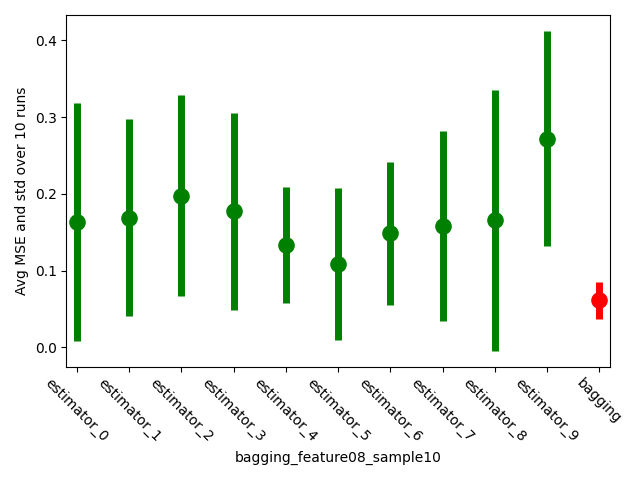 Avg MSE and std over 10 runs
0.4
0.3
0.2
0.1
0.0
estimator_0
estimator_1
estimator_2
estimator_3
estimator_4
estimator_5
estimator_6
estimator_7
estimator_8
estimator_9
bagging
bagging_feature08_sample10